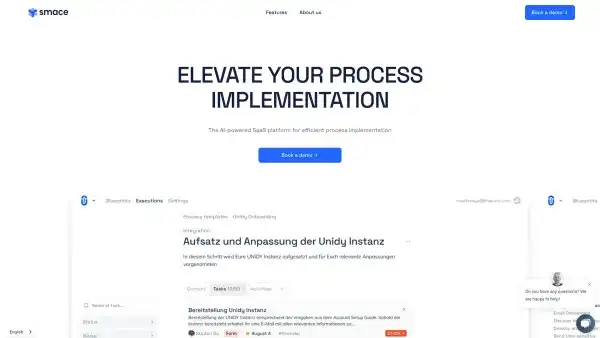 smace
Features
About us
Book a demo
ELEVATE YOUR PROCESS
IMPLEMENTATION
The AI-powered SaaS platform for efficient process implementation
Book a demo
Blueprints Executions Settings
Process templates Unidy Onboarding
Integration
Aufsatz und Anpassung der Unidy Instanz
In diesem Schritt wird Eure UNIDY Instanz aufgesetzt und für Euch relevante Anpassungen
vorgenommen
Content Tasks
Name of Task...
Status
Bereitstellung Unidy Instanz
Bereitstellung der UNIDY Instanz entsprechend der Vorgaben aus dem Account Setup Guide. Sobald die
Instanz bereitsteht erhaltet Ihr eine E-Mail mit allen relevanten Informationen zu...
Form
August 4
Blueprints
Do you have any questions? We
are happy to help!
Email Onboarding
English